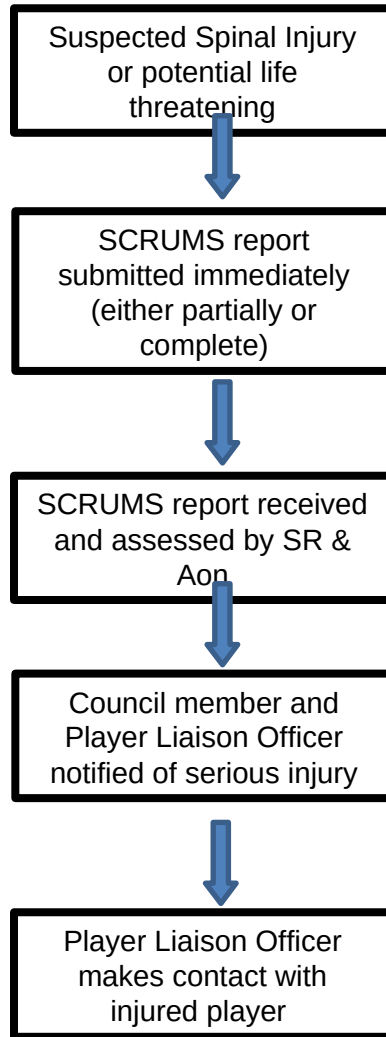 Suspected Spinal Injury
or potential life
threatening
SCRUMS report
submitted immediately
(either partially or
complete)
SCRUMS report received
and assessed by SR &
Aon
Council member and
Player Liaison Officer
notified of serious injury
Player Liaison Officer
makes contact with
injured player